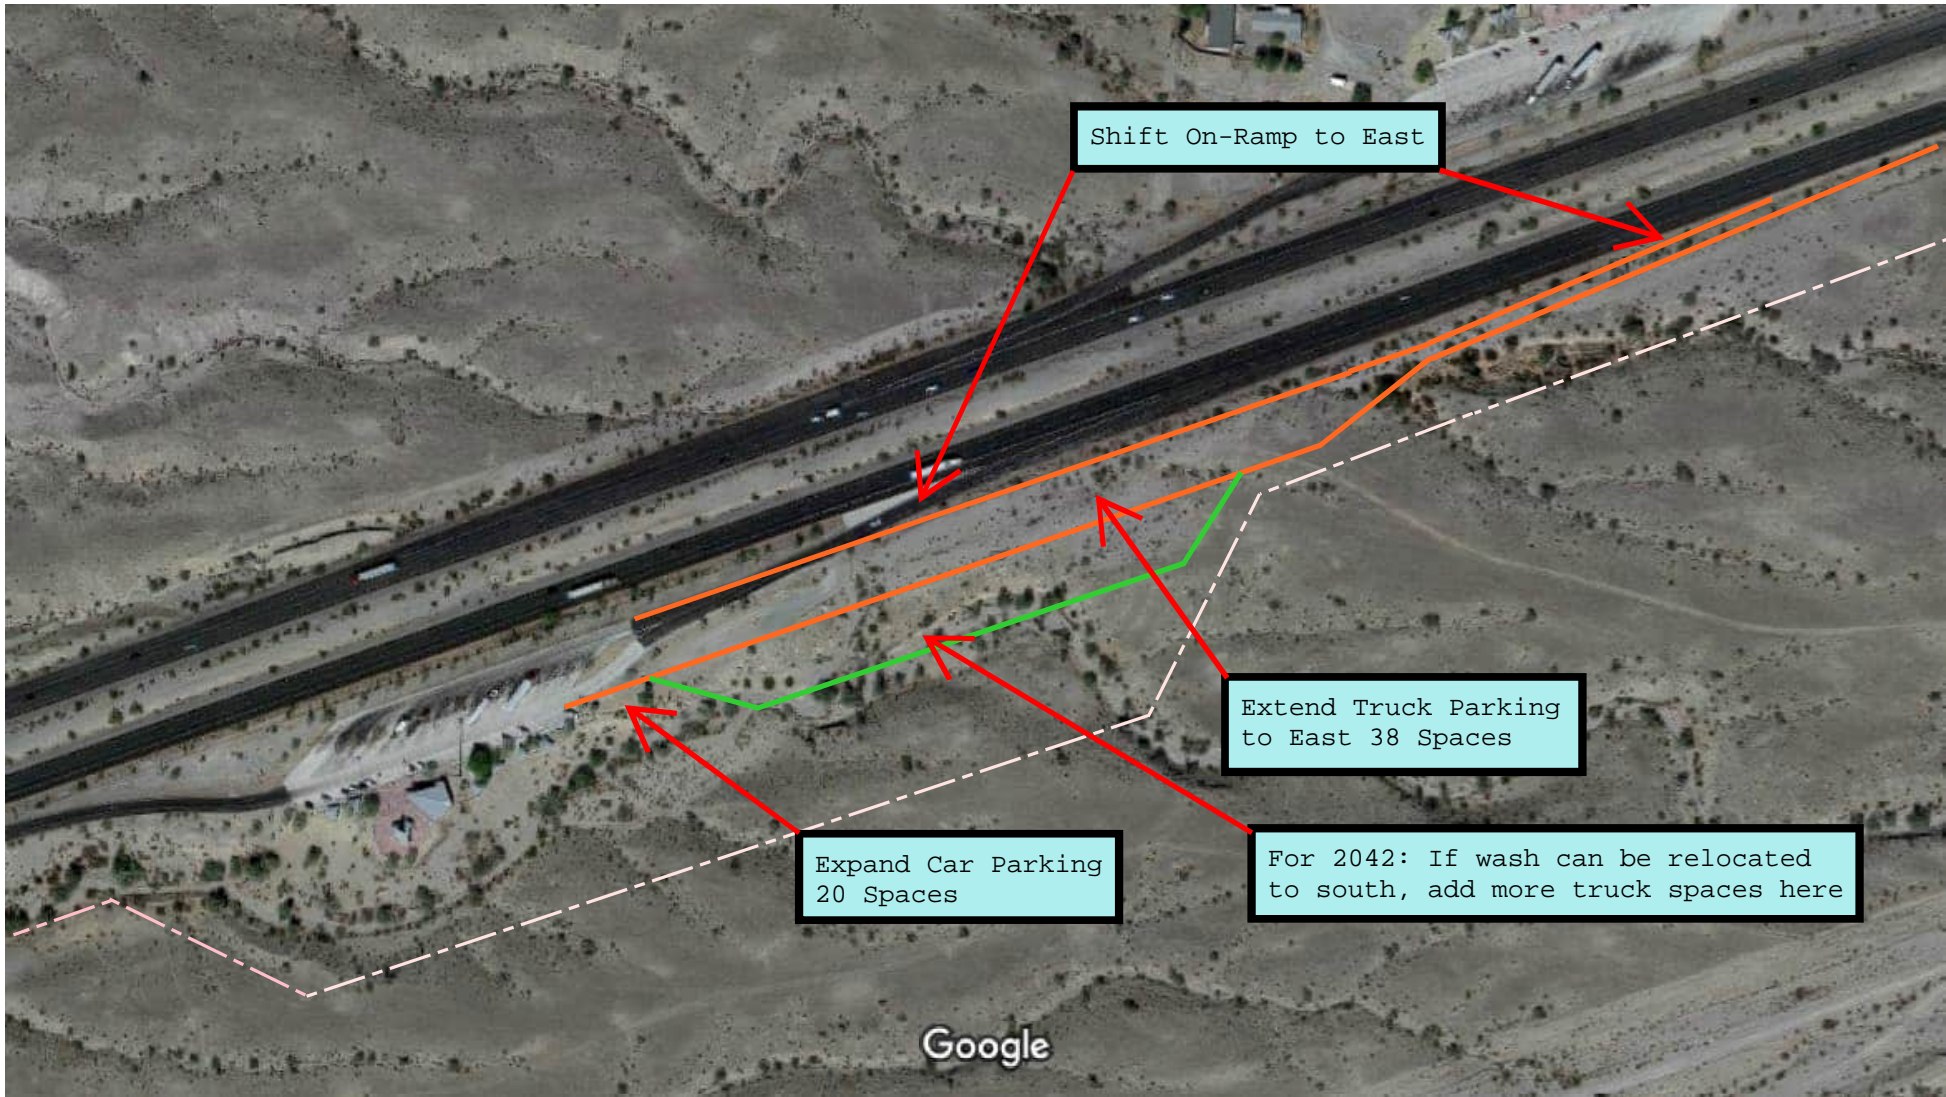 Shift On-Ramp to East
Extend Truck Parking
to East 38 Spaces
Expand Car Parking
20 Spaces
For 2042: If wash can be relocated
to south, add more truck spaces here
Google